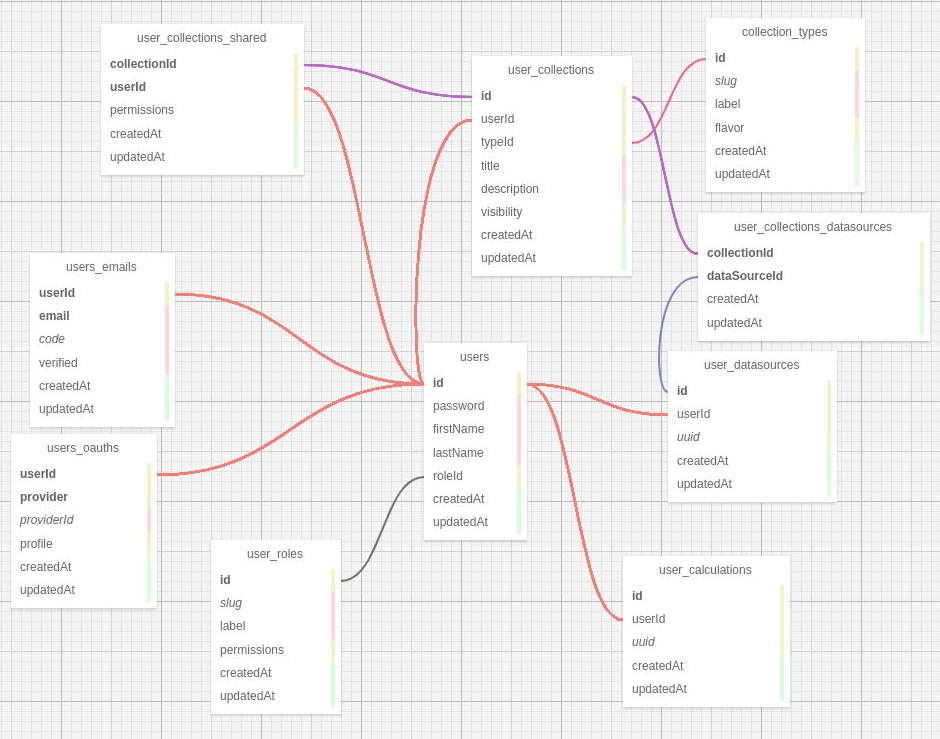 user_collections_shared
collectionId
userId
permissions
createdAt
updatedAt
user_collections
id
userId
typeId
title
description
visibility
createdAt
updatedAt
collection_types
id
slug
label
flavor
createdAt
updatedAt
user_collections_datasources
collectionId
dataSourceId
createdAt
updatedAt
users_emails
userId
email
code
verified
createdAt
updatedAt
users
id
password
firstName
lastName
roleId
createdAt
updatedAt
user_datasources
id
userId
uuid
createdAt
updatedAt
users_oauths
userId
provider
providerId
profile
createdAt
updatedAt
user_roles
id
slug
label
permissions
createdAt
updatedAt
user_calculations
id
userId
uuid
createdAt
updatedAt